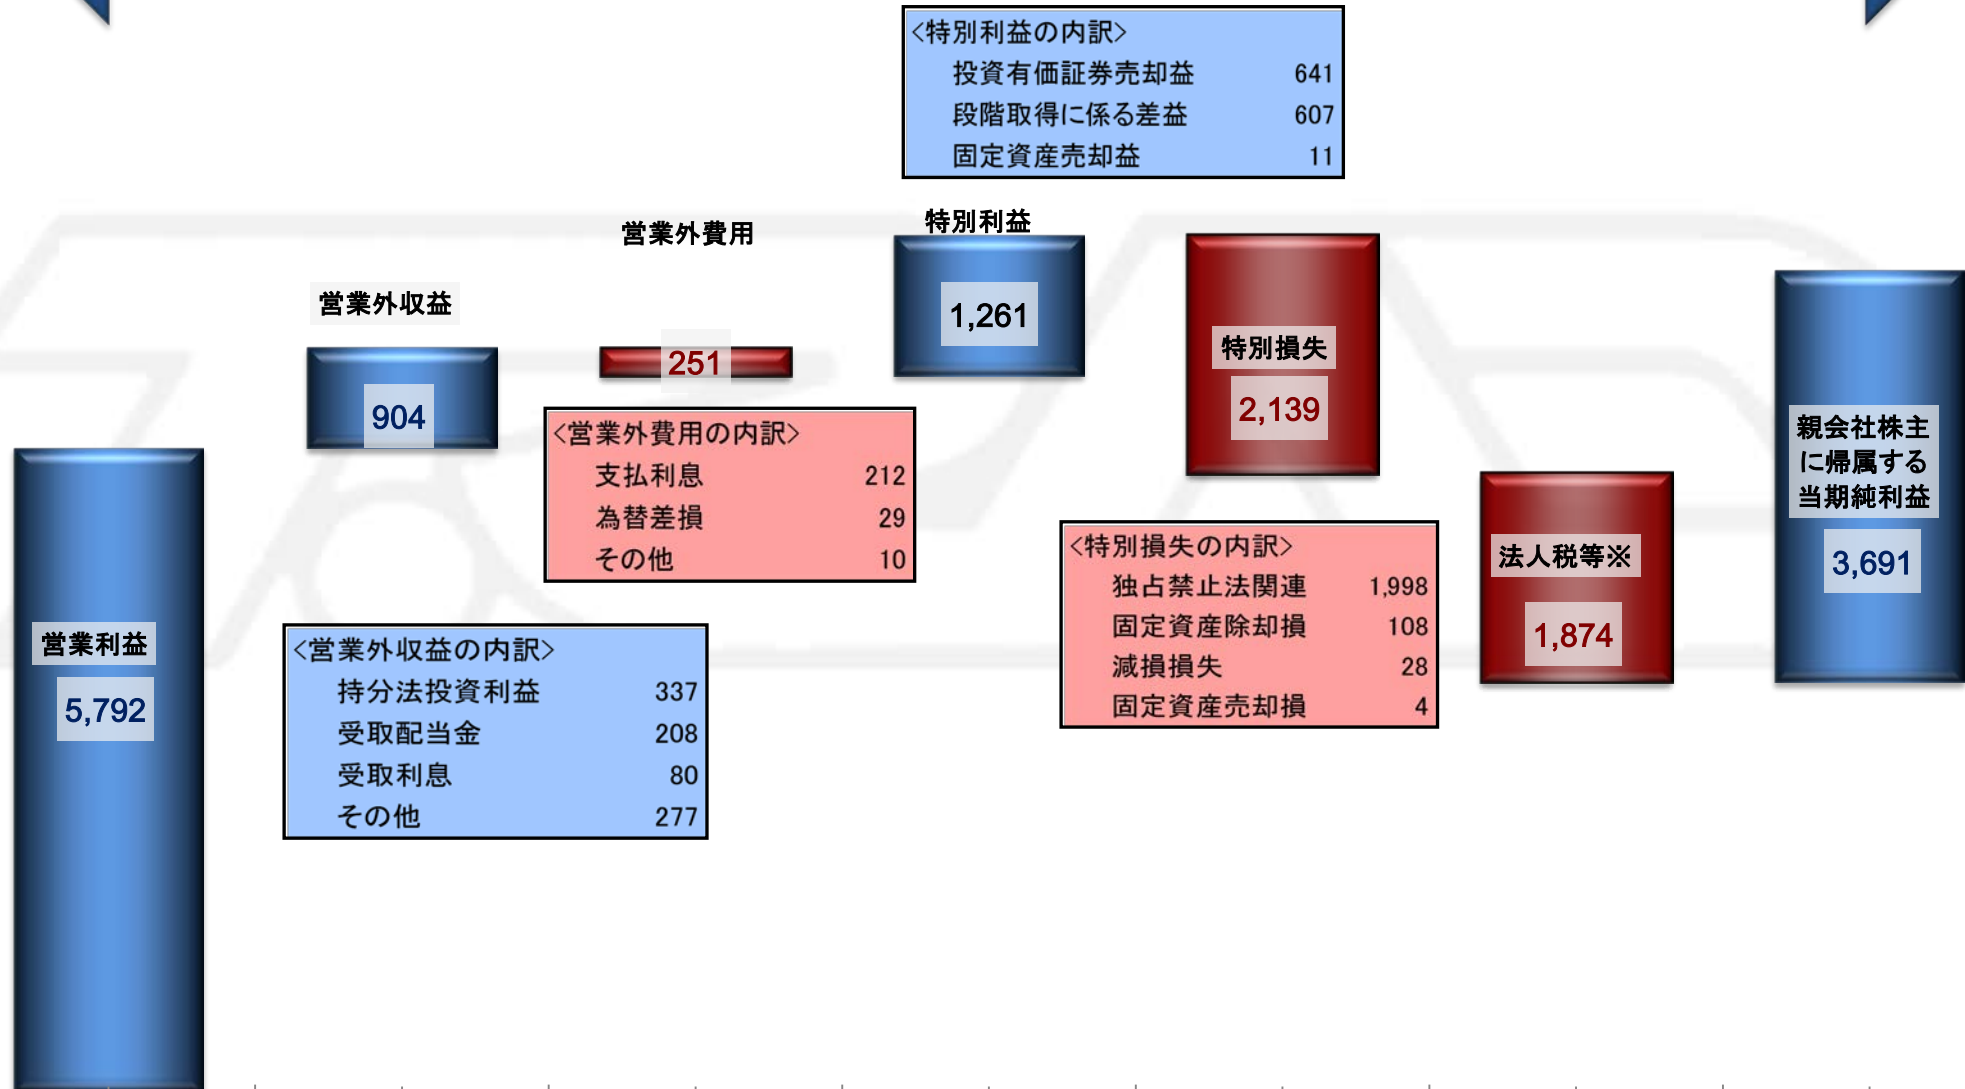 <特別利益の内訳>
投資有価証券売却益 641
段階取得に係る差益 607
固定資産売却益 11
営業利益
5,792
営業外収益
904
<営業外収益の内訳>
持分法投資利益 337
受取配当金 208
受取利息 80
その他 277
営業外費用
251
<営業外費用の内訳>
支払利息 212
為替差損 29
その他 10
特別利益
1,261
特別損失
2,139
<特別損失の内訳>
独占禁止法関連 1,998
固定資産除却損 108
減損損失 28
固定資産売却損 4
法人税等※
1,874
親会社株主
に帰属する
当期純利益
3,691